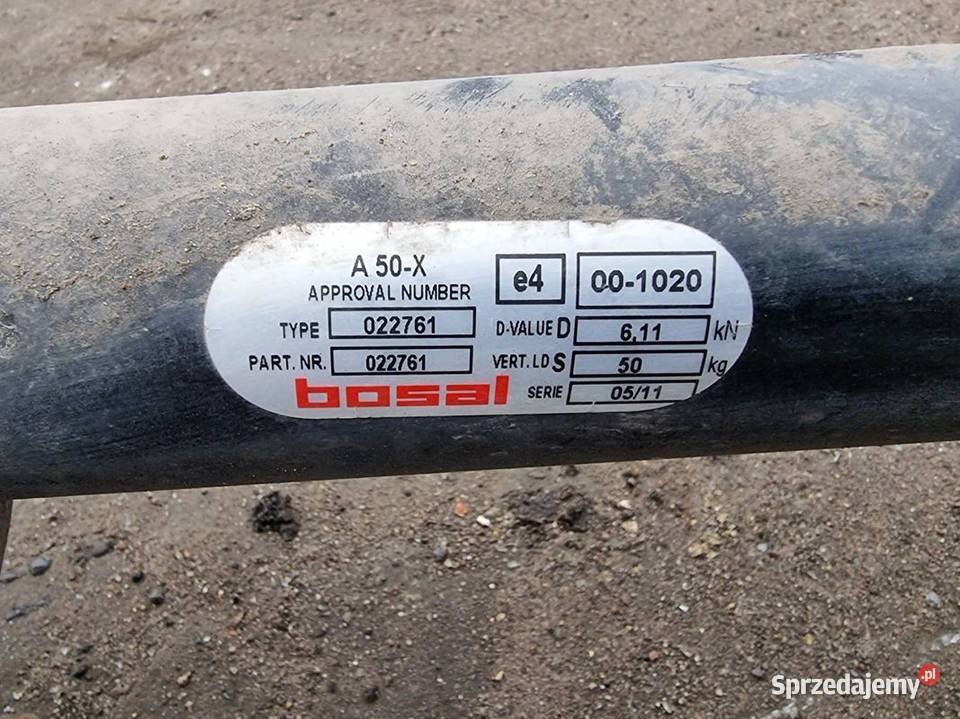 A 50-X
APPROVAL NUMBER e4 00-1020
TYPE 022761 D-VALUE D 6,11 kN
PART. NR. 022761 VERT. LD S 50 kg
bosal SERIE 05/11
Sprzedajemy.pl